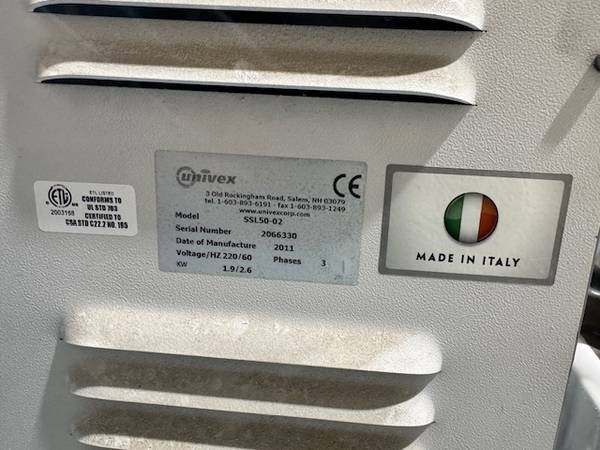 ETL LISTED
CONFORMS TO
UL STD 763
CERTIFIED TO
CSA STD C22.2 NO. 195
ETL
2003168
univex
CE
3 Old Rockingham Road, Salem, NH 03079
tel. 1-603-893-6191 - fax 1-603-893-1249
www.univexcorp.com
Model SSL50-02
Serial Number 2066330
Date of Manufacture 2011
Voltage/HZ 220/60 Phases 3
KW 1.9/2.6
MADE IN ITALY